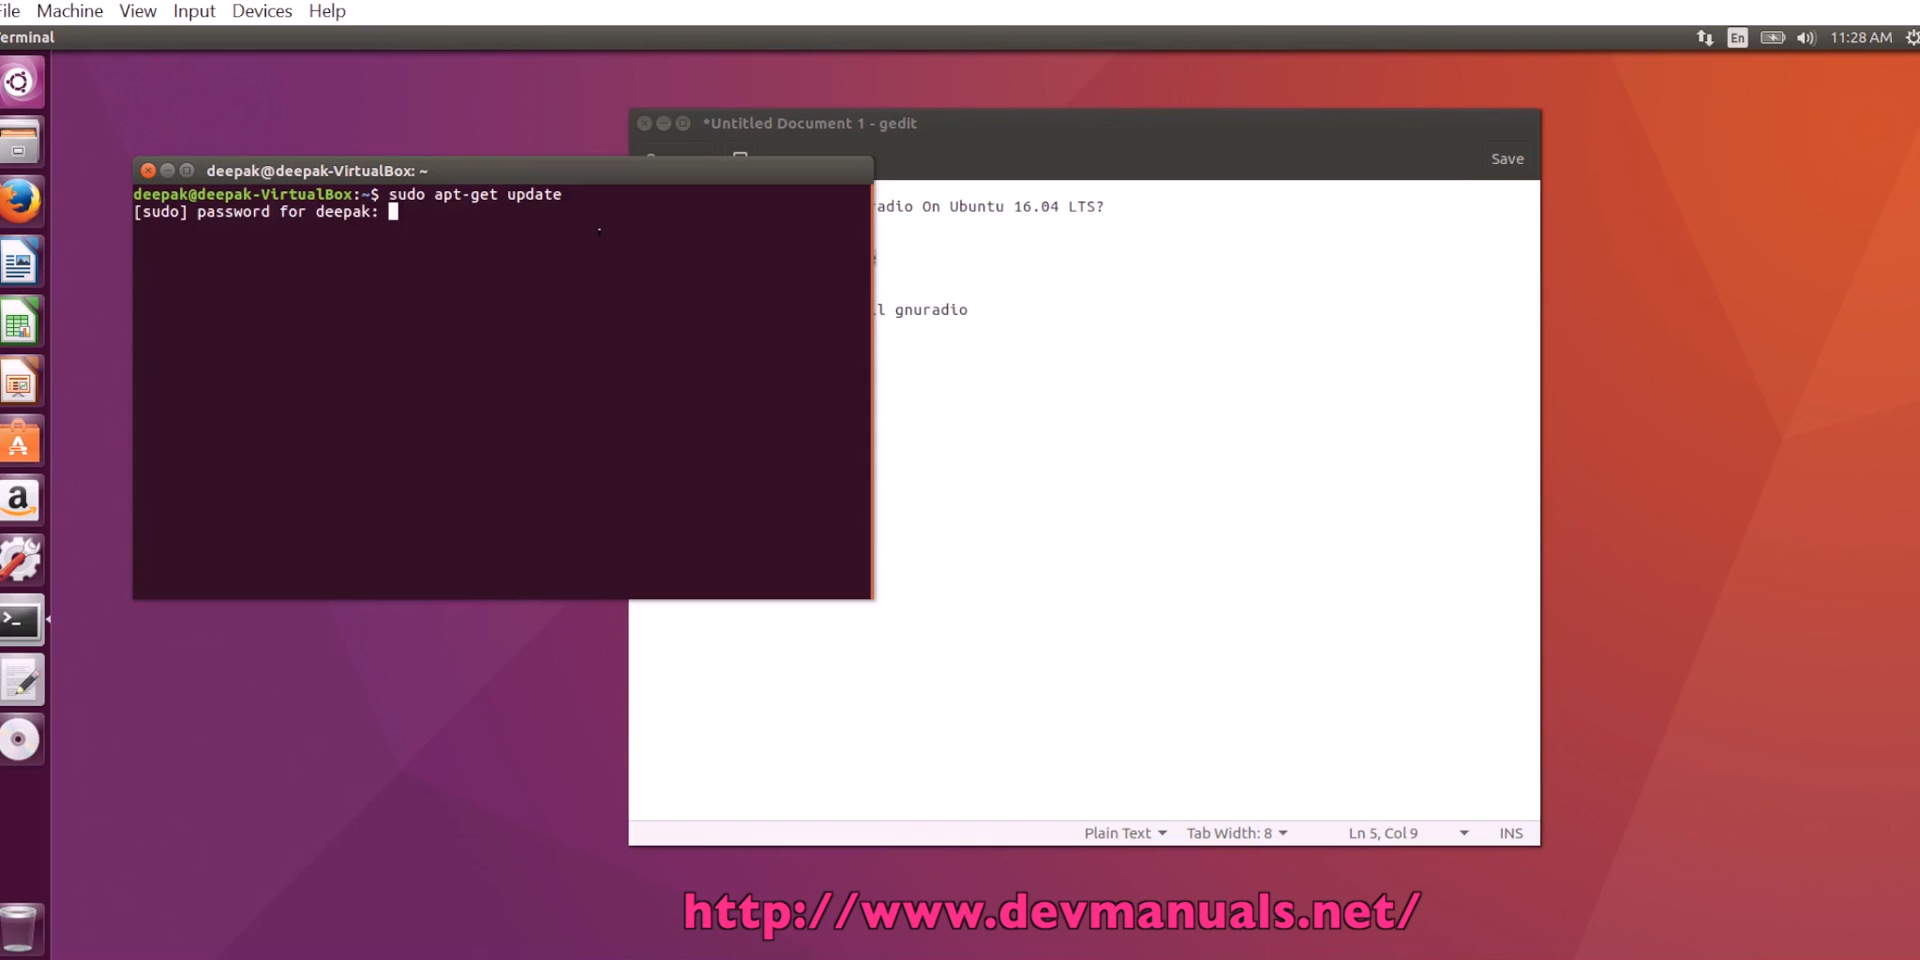 File Machine View Input Devices Help
Terminal
En 11:28 AM
*Untitled Document 1 - gedit
Save
deepak@deepak-VirtualBox: ~
deepak@deepak-VirtualBox:~$ sudo apt-get update
[sudo] password for deepak:
On Ubuntu 16.04 LTS?
gnuradio
Plain Text Tab Width: 8 Ln 5, Col 9 INS
http://www.devmanuals.net/